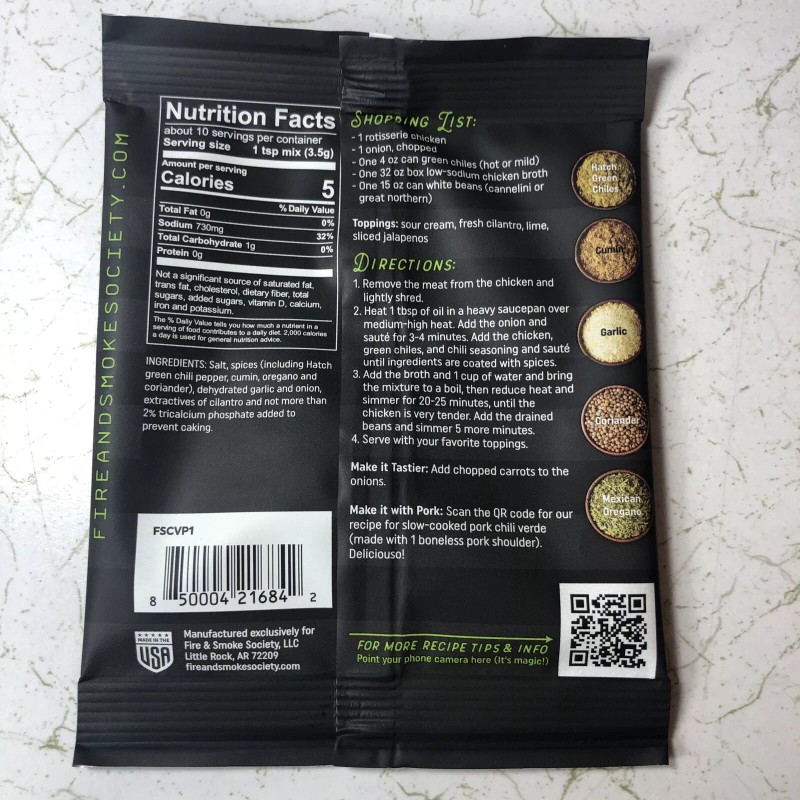 FIREANDSMOKESOCIETY.COM
Nutrition Facts
about 10 servings per container
Serving size 1 tsp mix (3.5g)
Amount per serving
Calories 5
% Daily Value
Total Fat 0g 0%
Sodium 730mg 32%
Total Carbohydrate 1g 0%
Protein 0g
Not a significant source of saturated fat,
trans fat, cholesterol, dietary fiber, total
sugars, added sugars, vitamin D, calcium,
iron and potassium.
The % Daily Value tells you how much a nutrient in a
serving of food contributes to a daily diet. 2,000 calories
a day is used for general nutrition advice.
INGREDIENTS: Salt, spices (including Hatch
green chili pepper, cumin, oregano and
coriander), dehydrated garlic and onion,
extractives of cilantro and not more than
2% tricalcium phosphate added to
prevent caking.
FSCVP1
8 50004 21684 2
MADE IN THE
USA
Manufactured exclusively for
Fire & Smoke Society, LLC
Little Rock, AR 72209
fireandsmokesociety.com
SHOPPING LIST:
- 1 rotisserie chicken
- 1 onion, chopped
- One 4 oz can green chiles (hot or mild)
- One 32 oz box low-sodium chicken broth
- One 15 oz can white beans (cannelini or
great northern)
Toppings: sour cream, fresh cilantro, lime,
sliced jalapenos
DIRECTIONS:
1. Remove the meat from the chicken and
lightly shred.
2. Heat 1 tbsp of oil in a heavy saucepan over
medium-high heat. Add the onion and
sauté for 3-4 minutes. Add the chicken,
green chiles, and chili seasoning and sauté
until ingredients are coated with spices.
3. Add the broth and 1 cup of water and bring
the mixture to a boil, then reduce heat and
simmer for 20-25 minutes, until the
chicken is very tender. Add the drained
beans and simmer 5 more minutes.
4. Serve with your favorite toppings.
Make it Tastier: Add chopped carrots to the
onions.
Make it with Pork: Scan the QR code for our
recipe for slow-cooked pork chili verde
(made with 1 boneless pork shoulder).
Deliciouso!
FOR MORE RECIPE TIPS & INFO
Point your phone camera here (It's magic!)
Hatch
Green
Chiles
Cumin
Garlic
Coriander
Mexican
Oregano